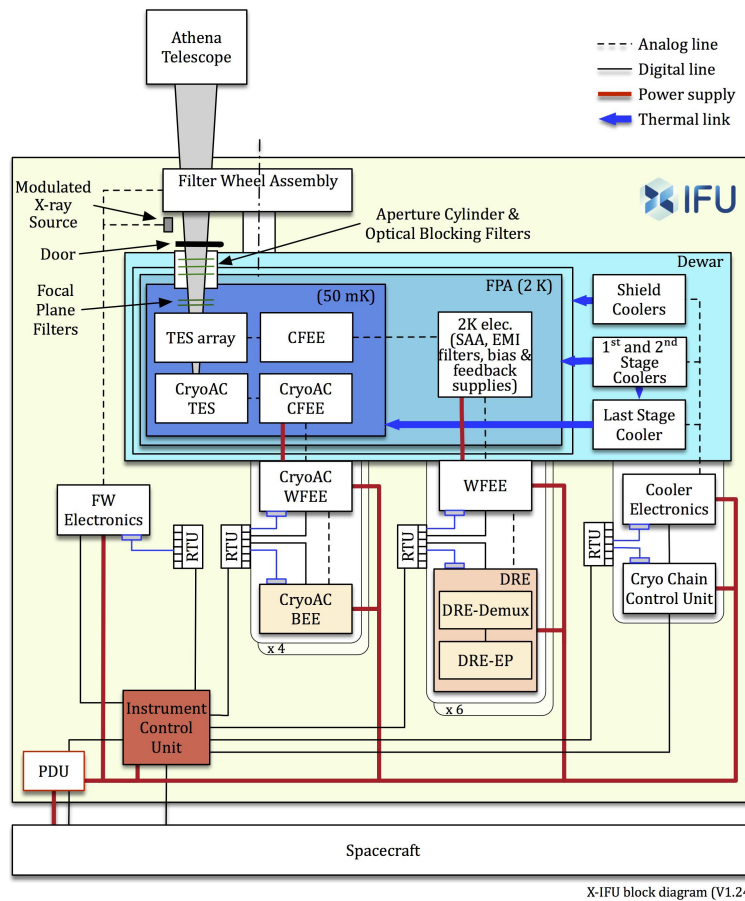 Athena
Telescope
Analog line
Digital line
Power supply
Thermal link
Filter Wheel Assembly
Modulated
X-ray
Source
IFU
Aperture Cylinder &
Optical Blocking Filters
Door
Dewar
Focal
Plane
Filters
(50 mK)
FPA (2 K)
Shield
Coolers
TES array
CFEE
2K elec.
(SAA, EMI
filters, bias &
feedback
supplies)
1st and 2nd
Stage
Coolers
CryoAC
TES
CryoAC
CFEE
Last Stage
Cooler
CryoAC
WFEE
WFEE
FW
Electronics
Cooler
Electronics
RTU
RTU
RTU
RTU
CryoAC
BEE
DRE
DRE-Demux
DRE-EP
Cryo Chain
Control Unit
x 4
x 6
Instrument
Control
Unit
PDU
Spacecraft
X-IFU block diagram (V1.24